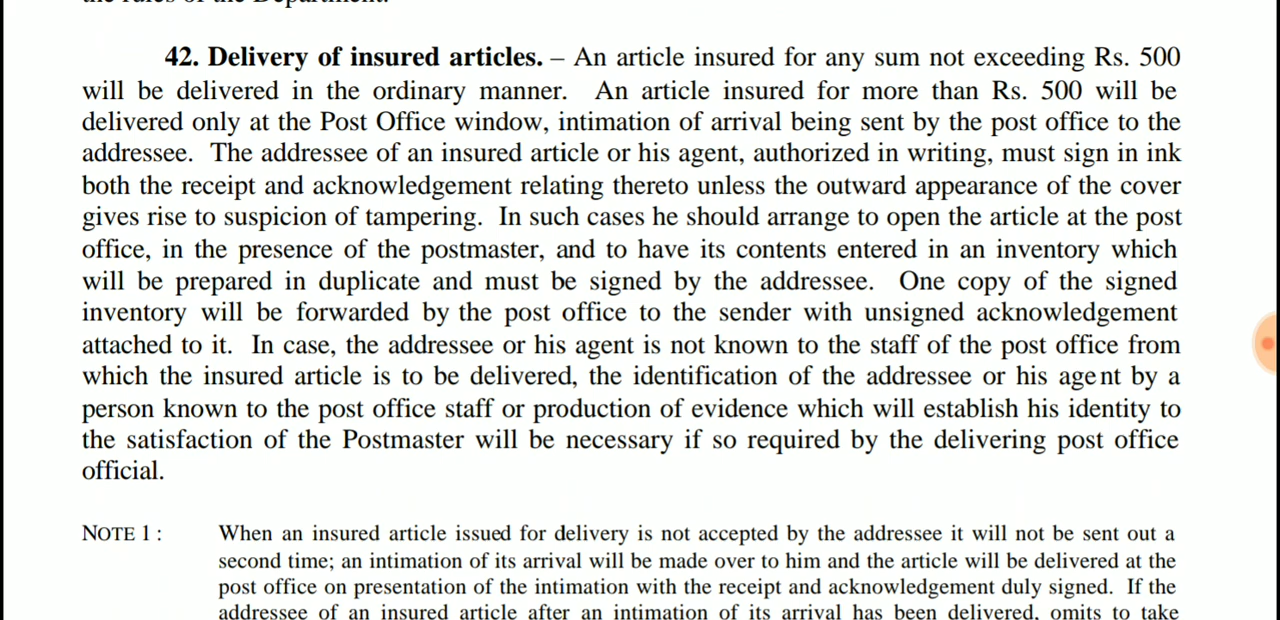 the rules of the Department.
42. Delivery of insured articles. – An article insured for any sum not exceeding Rs. 500
will be delivered in the ordinary manner. An article insured for more than Rs. 500 will be
delivered only at the Post Office window, intimation of arrival being sent by the post office to the
addressee. The addressee of an insured article or his agent, authorized in writing, must sign in ink
both the receipt and acknowledgement relating thereto unless the outward appearance of the cover
gives rise to suspicion of tampering. In such cases he should arrange to open the article at the post
office, in the presence of the postmaster, and to have its contents entered in an inventory which
will be prepared in duplicate and must be signed by the addressee. One copy of the signed
inventory will be forwarded by the post office to the sender with unsigned acknowledgement
attached to it. In case, the addressee or his agent is not known to the staff of the post office from
which the insured article is to be delivered, the identification of the addressee or his agent by a
person known to the post office staff or production of evidence which will establish his identity to
the satisfaction of the Postmaster will be necessary if so required by the delivering post office
official.
NOTE 1 : When an insured article issued for delivery is not accepted by the addressee it will not be sent out a
second time; an intimation of its arrival will be made over to him and the article will be delivered at the
post office on presentation of the intimation with the receipt and acknowledgement duly signed. If the
addressee of an insured article after an intimation of its arrival has been delivered, omits to take